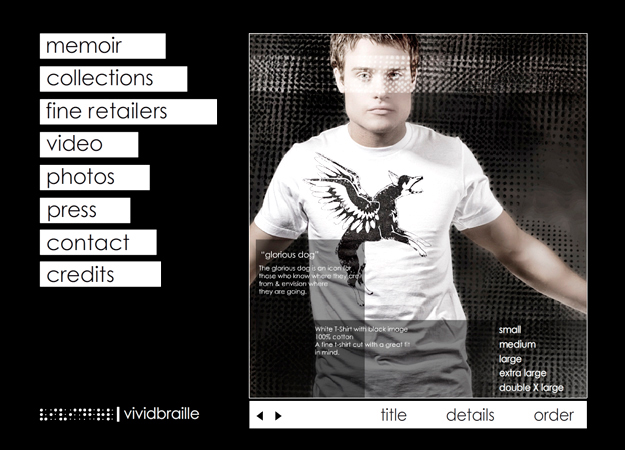 memoir
collections
fine retailers
video
photos
press
contact
credits
"glorious dog"
The glorious dog is an icon for
those who know where they are
from & envision where
they are going.
White T-Shirt with black image
100% cotton
A fine t-shirt cut with a great fit
in mind.
small
medium
large
extra large
double X large
vividbraille
title details order